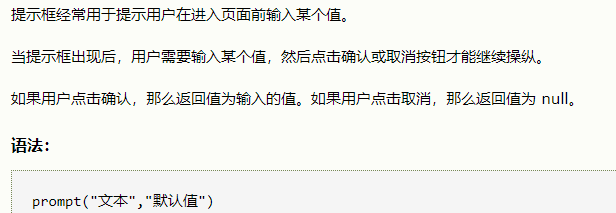 提示框经常用于提示用户在进入页面前输入某个值。
当提示框出现后，用户需要输入某个值，然后点击确认或取消按钮才能继续操纵。
如果用户点击确认，那么返回值为输入的值。如果用户点击取消，那么返回值为 null。
语法：
prompt("文本","默认值")